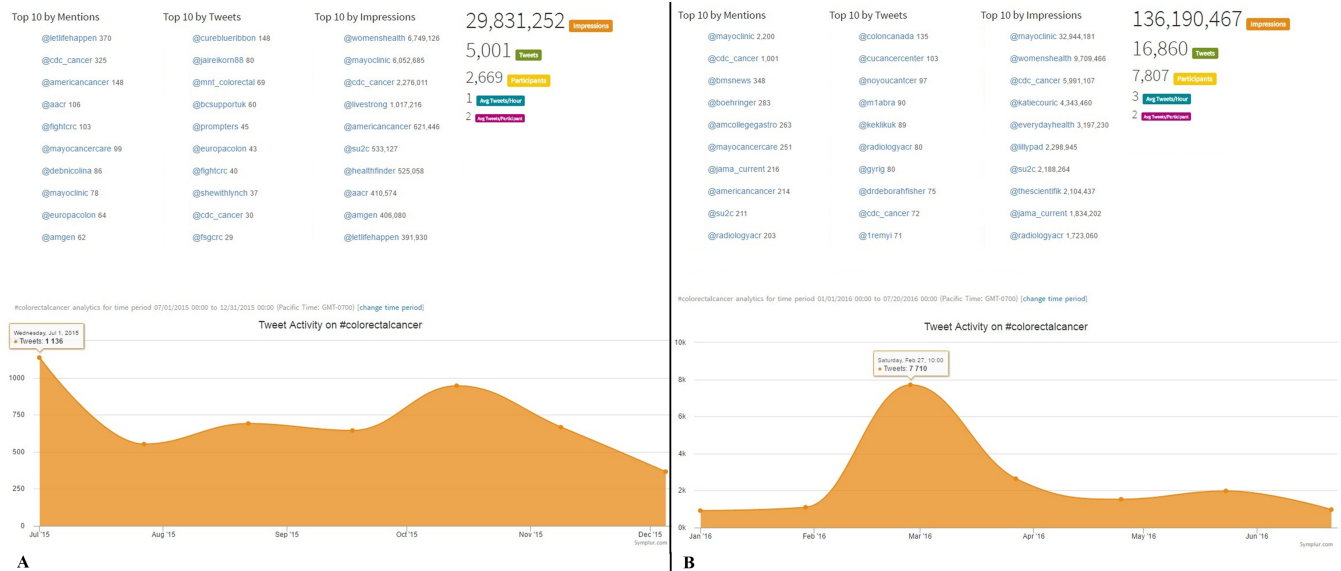 Top 10 by Mentions
@letlifehappen 370
@cdc_cancer 325
@americancancer 148
@aacr 106
@fightcrc 103
@mayocancercare 99
@debnicolina 86
@mayoclinic 78
@europacolon 64
@amgen 62
Top 10 by Tweets
@cureblueribbon 148
@jaireikorn88 80
@mnt_colorectal 69
@bcsupportuk 60
@prompters 45
@europacolon 43
@fightcrc 40
@shewithlynch 37
@cdc_cancer 30
@fsgcrc 29
Top 10 by Impressions
@womenshealth 6,749,126
@mayoclinic 6,052,685
@cdc_cancer 2,276,011
@livestrong 1,017,216
@americancancer 621,446
@su2c 533,127
@healthfinder 525,058
@aacr 410,574
@amgen 406,080
@letlifehappen 391,930
29,831,252 Impressions
5,001 Tweets
2,669 Participants
1 Avg Tweets/Hour
2 Avg Tweets/Participant
#colorectalcancer analytics for time period 07/01/2015 00:00 to 12/31/2015 00:00 (Pacific Time: GMT-0700) [change time period]
Tweet Activity on #colorectalcancer
Wednesday, Jul 1, 2015
Tweets: 1 136
1000
750
500
250
0
Jul '15 Aug '15 Sep '15 Oct '15 Nov '15 Dec '15
Symplur.com
A
Top 10 by Mentions
@mayoclinic 2,200
@cdc_cancer 1,001
@bmsnews 348
@boehringer 283
@amcollegegastro 263
@mayocancercare 251
@jama_current 216
@americancancer 214
@su2c 211
@radiologyacr 203
Top 10 by Tweets
@coloncanada 135
@cucancercenter 103
@noyoucantcer 97
@m1abra 90
@keklikuk 89
@radiologyacr 80
@gyrig 80
@drdeborahfisher 75
@cdc_cancer 72
@1remyi 71
Top 10 by Impressions
@mayoclinic 32,944,181
@womenshealth 9,709,466
@cdc_cancer 5,991,107
@katiecouric 4,343,460
@everydayhealth 3,197,230
@lillypad 2,298,945
@su2c 2,188,264
@thescientifik 2,104,437
@jama_current 1,834,202
@radiologyacr 1,723,060
136,190,467 Impressions
16,860 Tweets
7,807 Participants
3 Avg Tweets/Hour
2 Avg Tweets/Participant
#colorectalcancer analytics for time period 01/01/2016 00:00 to 07/20/2016 00:00 (Pacific Time: GMT-0700) [change time period]
Tweet Activity on #colorectalcancer
Saturday, Feb 27, 10:00
Tweets: 7 710
10k
8k
6k
4k
2k
0k
Jan '16 Feb '16 Mar '16 Apr '16 May '16 Jun '16
Symplur.com
B